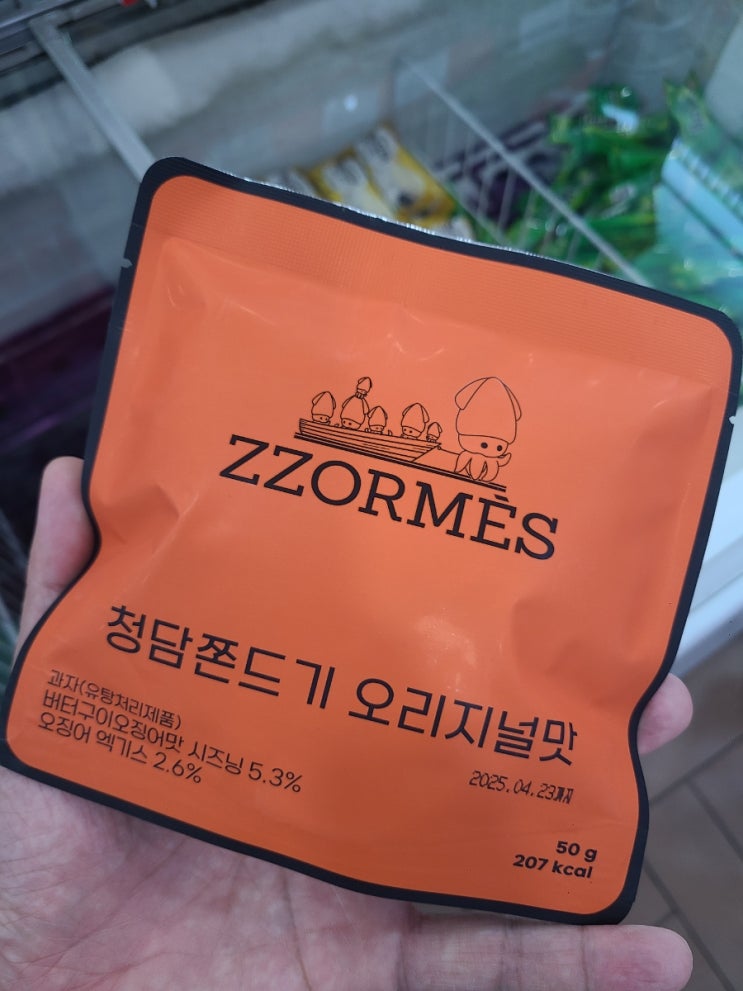 ZZORMÈS
청담쫀드기 오리지널맛
과자(유탕처리제품)
버터구이오징어맛 시즈닝 5.3%
오징어 엑기스 2.6%
2025.04.23까지
50 g
207 kcal